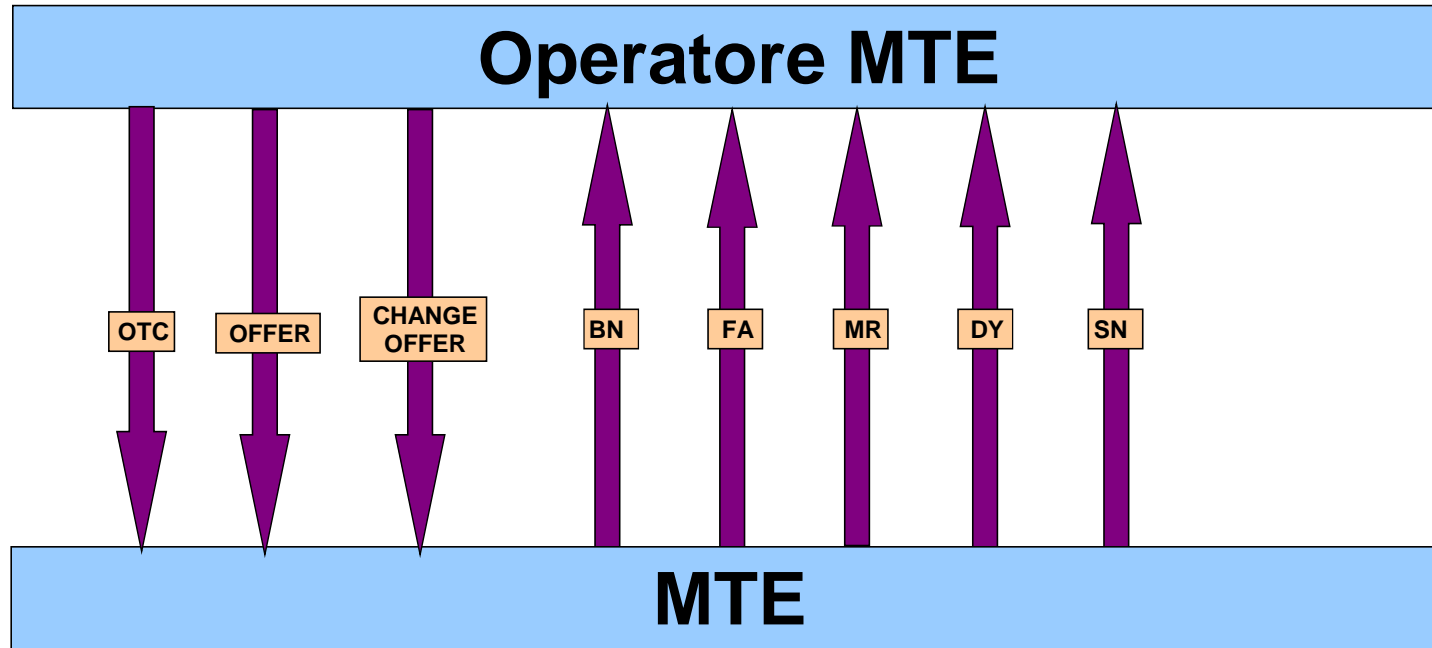 Operatore MTE
OTC
OFFER
CHANGE
OFFER
BN
FA
MR
DY
SN
MTE